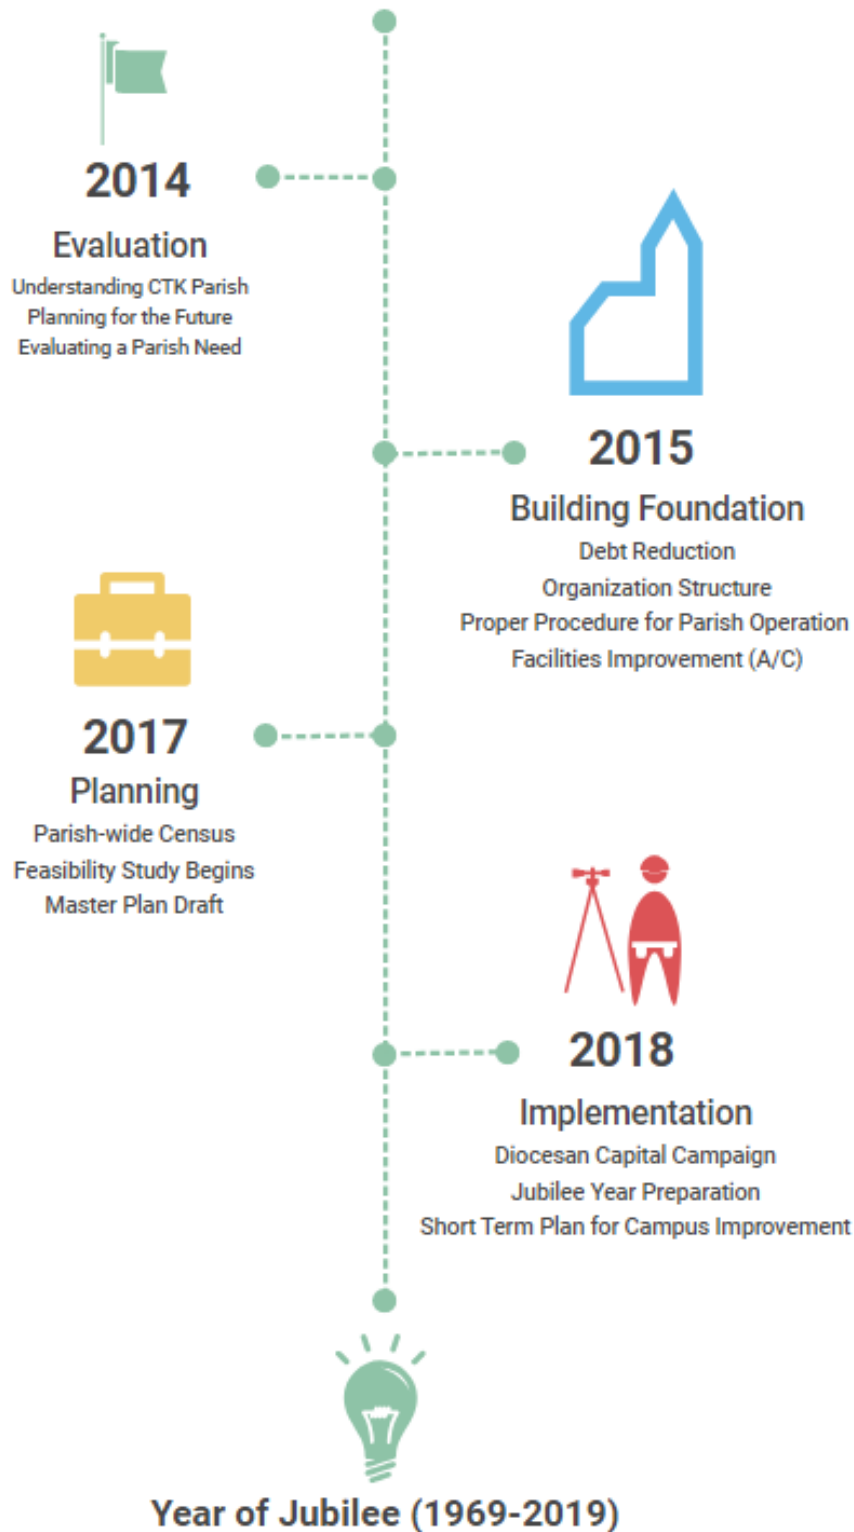 2014
Evaluation
Understanding CTK Parish
Planning for the Future
Evaluating a Parish Need
2015
Building Foundation
Debt Reduction
Organization Structure
Proper Procedure for Parish Operation
Facilities Improvement (A/C)
2017
Planning
Parish-wide Census
Feasibility Study Begins
Master Plan Draft
2018
Implementation
Diocesan Capital Campaign
Jubilee Year Preparation
Short Term Plan for Campus Improvement
Year of Jubilee (1969-2019)